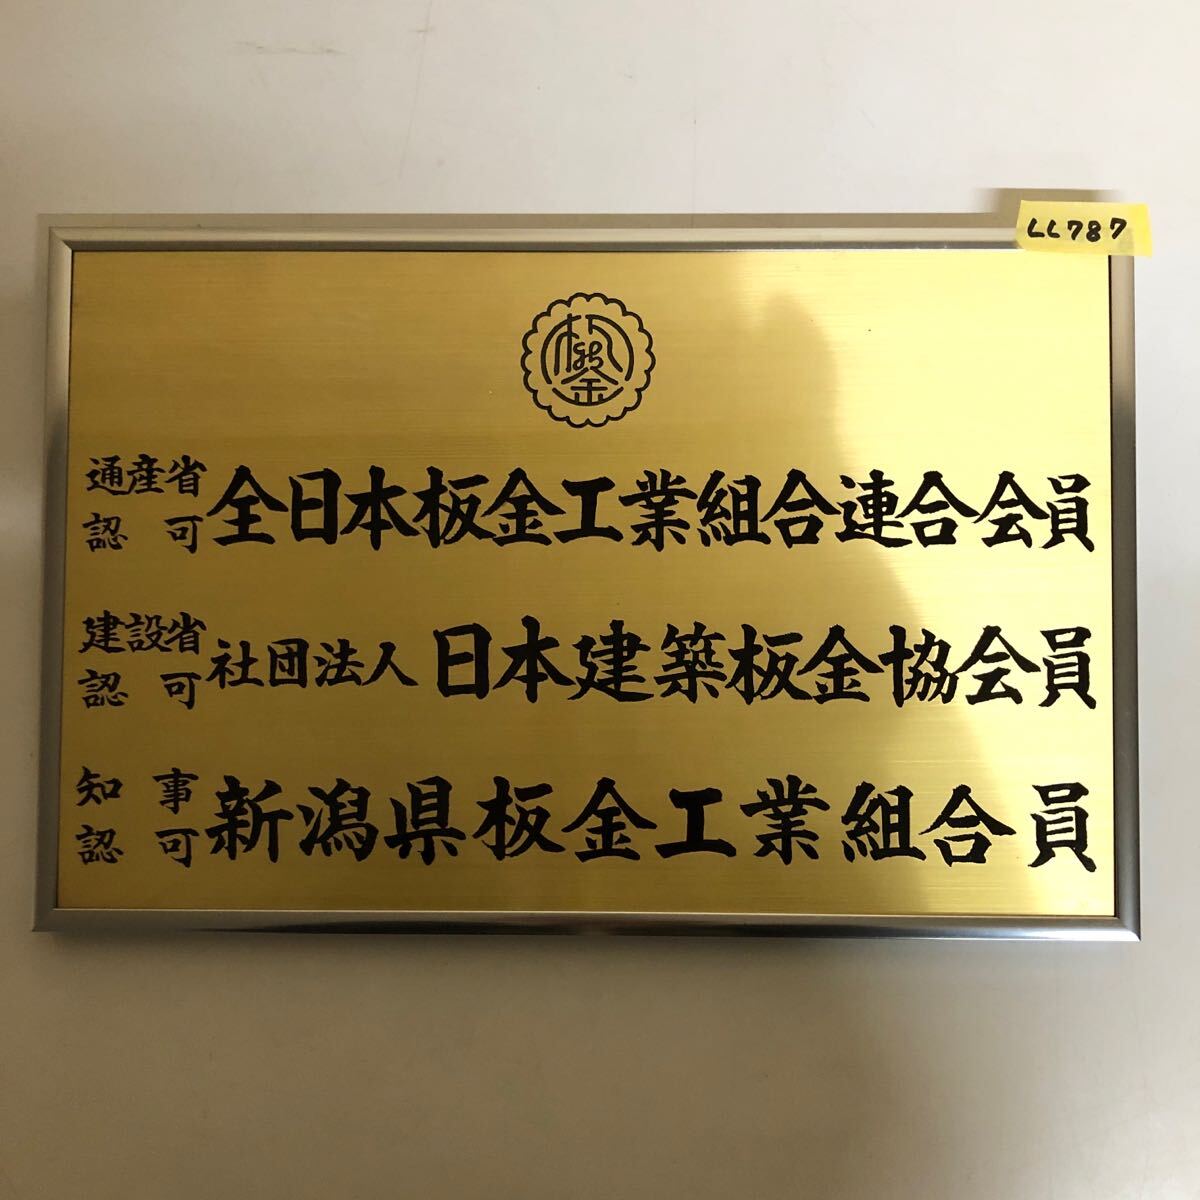 LL787
板金
通産省認可 全日本板金工業組合連合会員
建設省認可 社団法人 日本建築板金協会員
知事認可 新潟県板金工業組合員